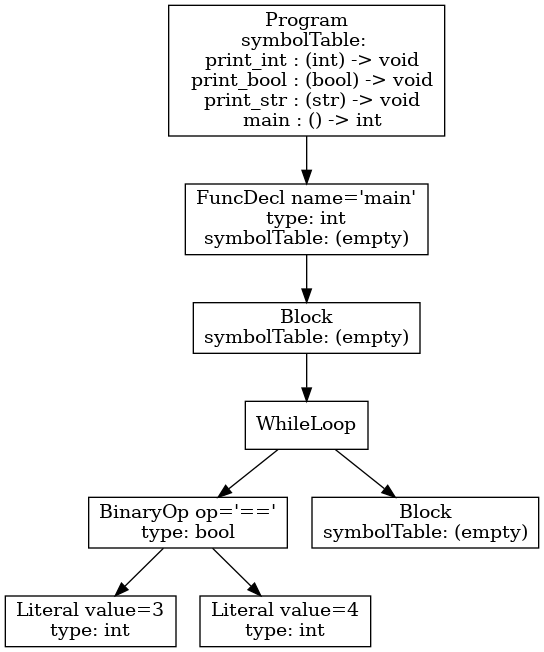 Program
symbolTable:
print_int : (int) -> void
print_bool : (bool) -> void
print_str : (str) -> void
main : () -> int
FuncDecl name='main'
type: int
symbolTable: (empty)
Block
symbolTable: (empty)
WhileLoop
BinaryOp op='=='
type: bool
Block
symbolTable: (empty)
Literal value=3
type: int
Literal value=4
type: int